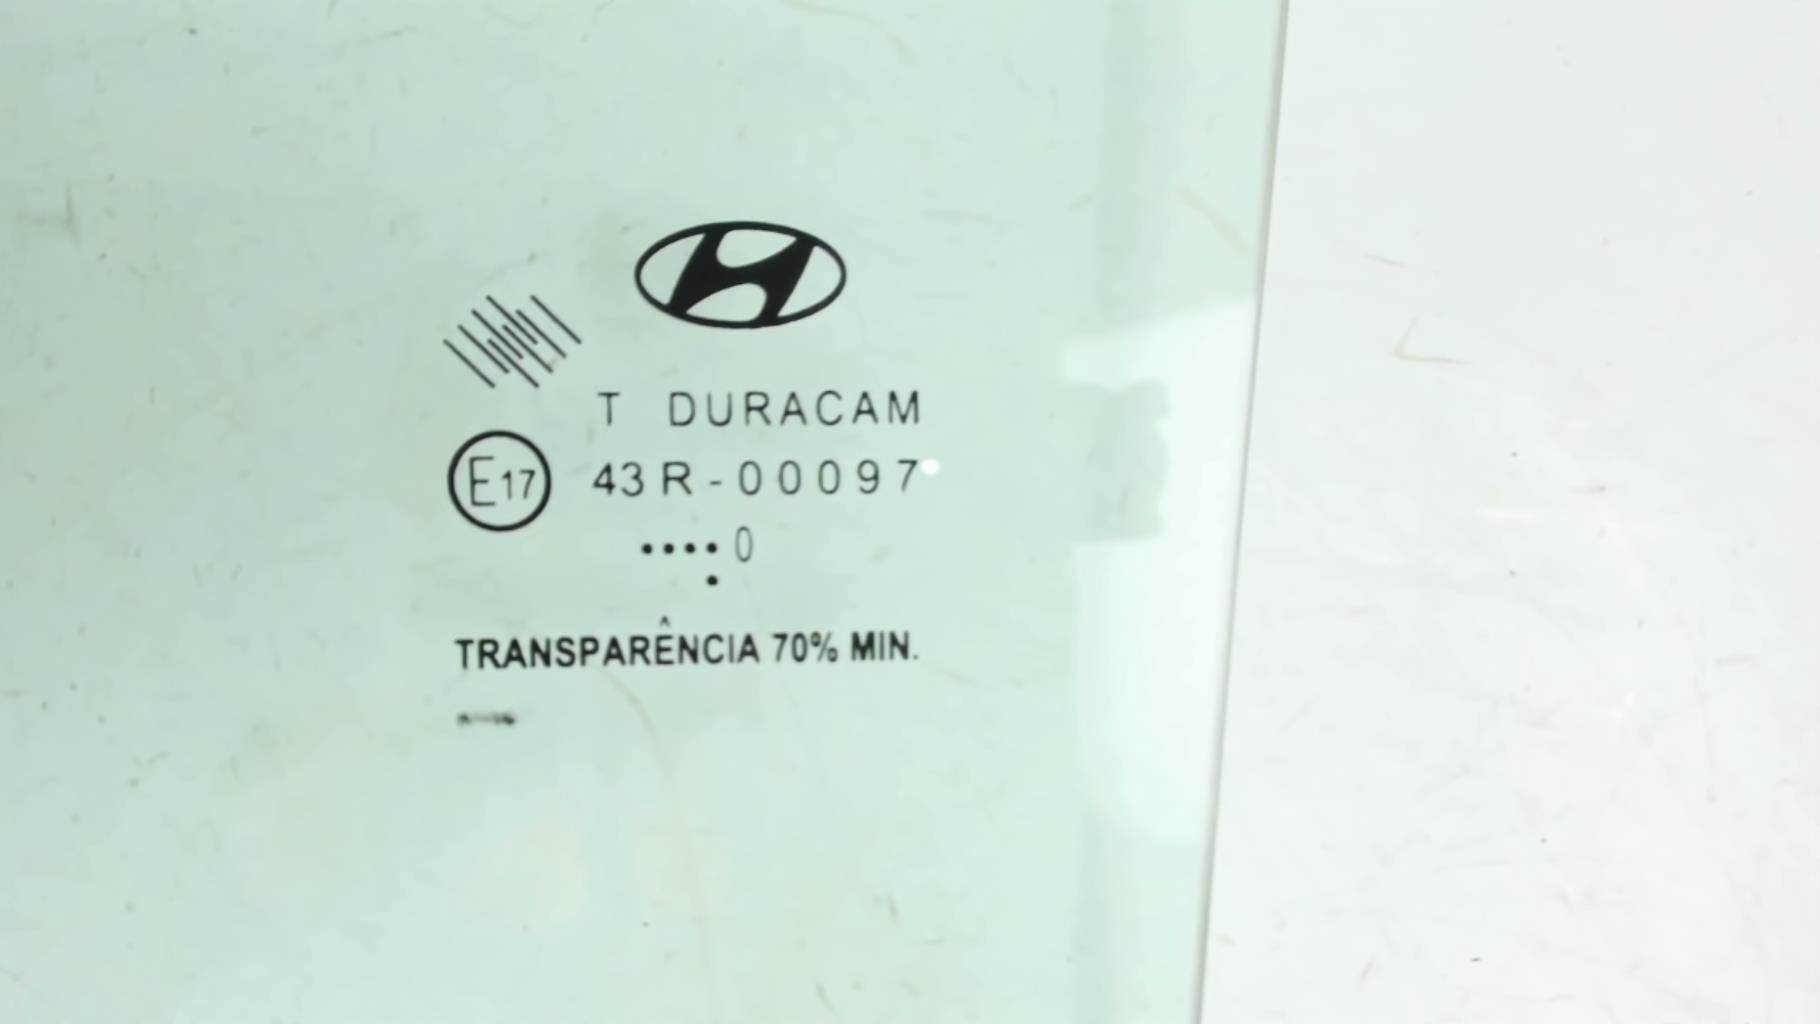 T DURACAM
E17 43R-00097
....0
.
TRANSPARÊNCIA 70% MIN.